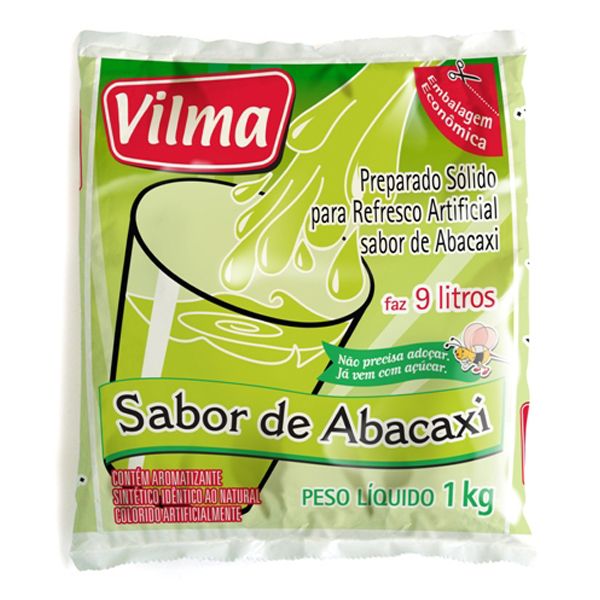 Vilma
Embalagem
Econômica
Preparado Sólido
para Refresco Artificial
sabor de Abacaxi
faz 9 litros
Não precisa adoçar.
Já vem com açúcar.
Sabor de Abacaxi
CONTÉM AROMATIZANTE
SINTÉTICO IDÊNTICO AO NATURAL
COLORIDO ARTIFICIALMENTE
PESO LÍQUIDO 1 kg